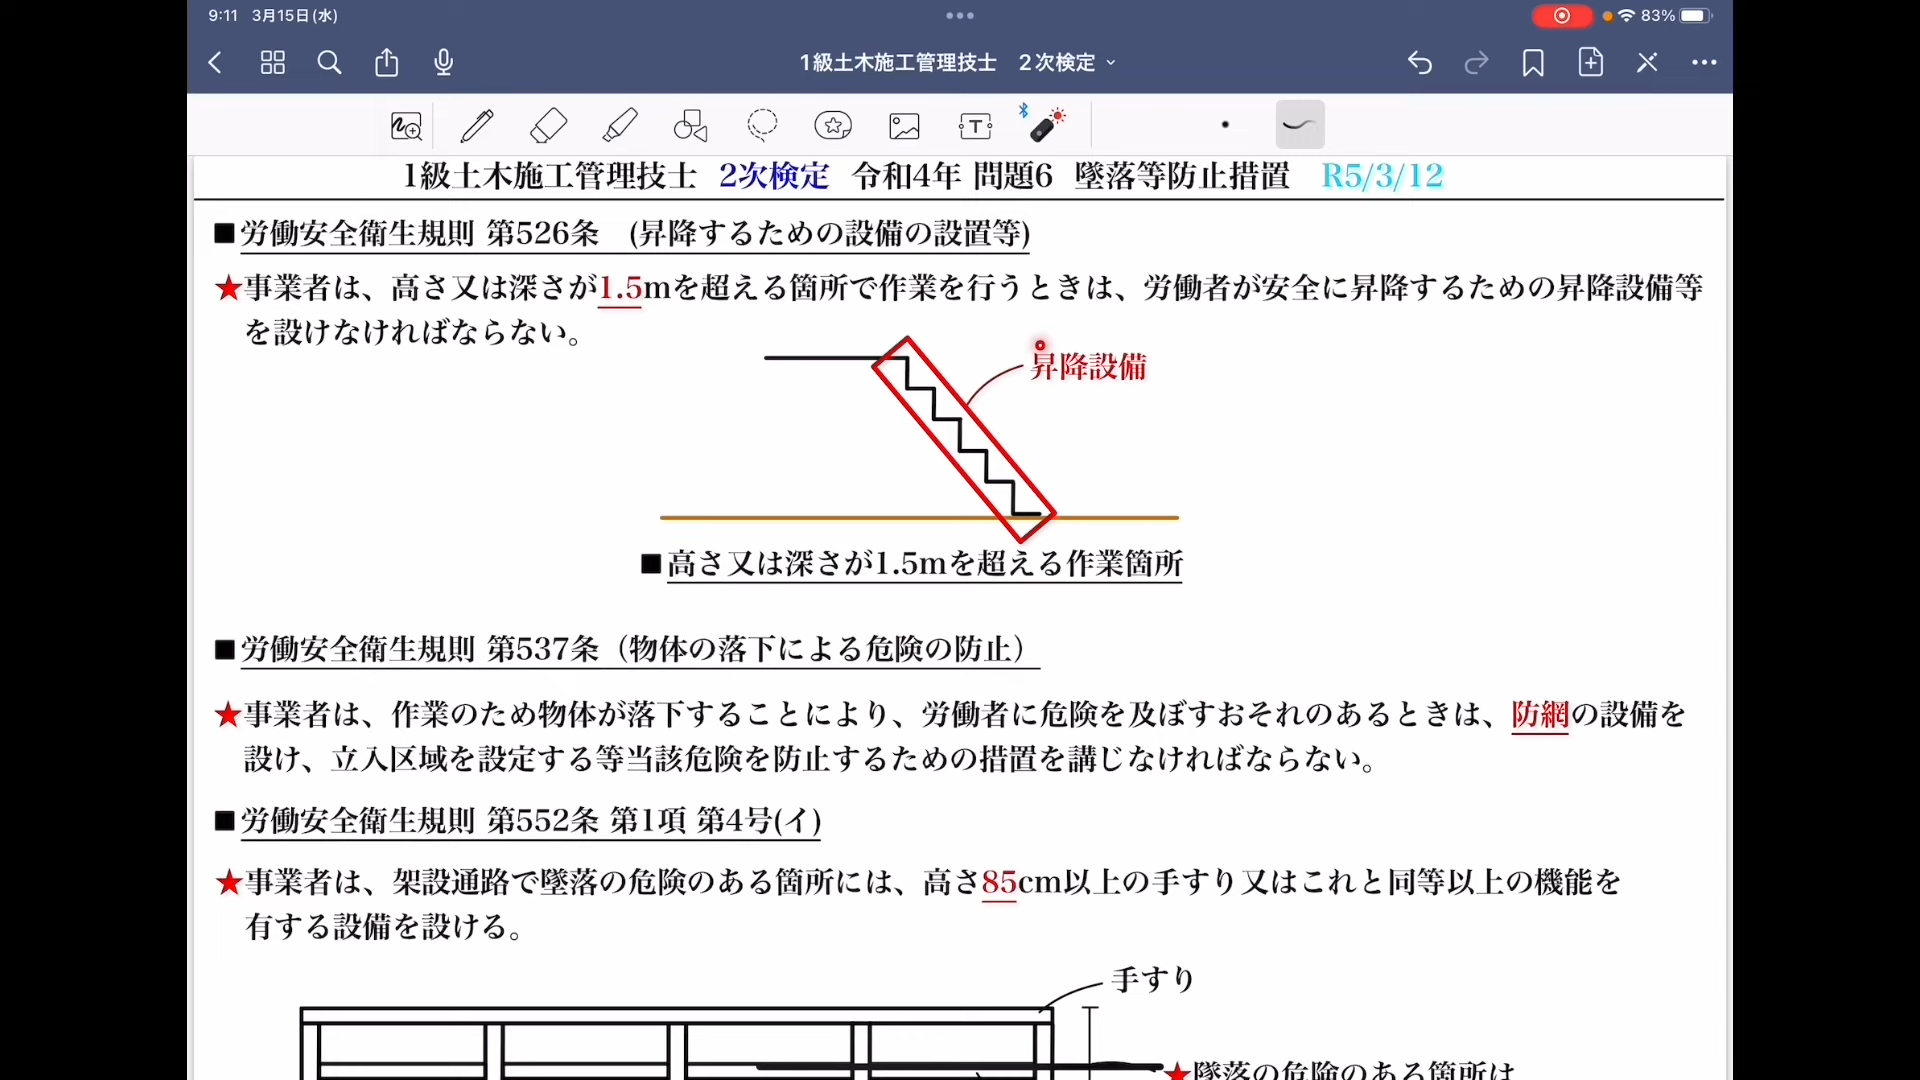 9:11 3月15日(水)
83%
1級土木施工管理技士 2次検定
T
1級土木施工管理技士 2次検定 令和4年 問題6 墜落等防止措置 R5/3/12
■労働安全衛生規則 第526条 (昇降するための設備の設置等)
★事業者は、高さ又は深さが1.5mを超える箇所で作業を行うときは、労働者が安全に昇降するための昇降設備等
を設けなければならない。
昇降設備
■高さ又は深さが1.5mを超える作業箇所
■労働安全衛生規則 第537条（物体の落下による危険の防止）
★事業者は、作業のため物体が落下することにより、労働者に危険を及ぼすおそれのあるときは、防網の設備を
設け、立入区域を設定する等当該危険を防止するための措置を講じなければならない。
■労働安全衛生規則 第552条 第1項 第4号(イ)
★事業者は、架設通路で墜落の危険のある箇所には、高さ85cm以上の手すり又はこれと同等以上の機能を
有する設備を設ける。
手すり
★墜落の危険のある箇所は